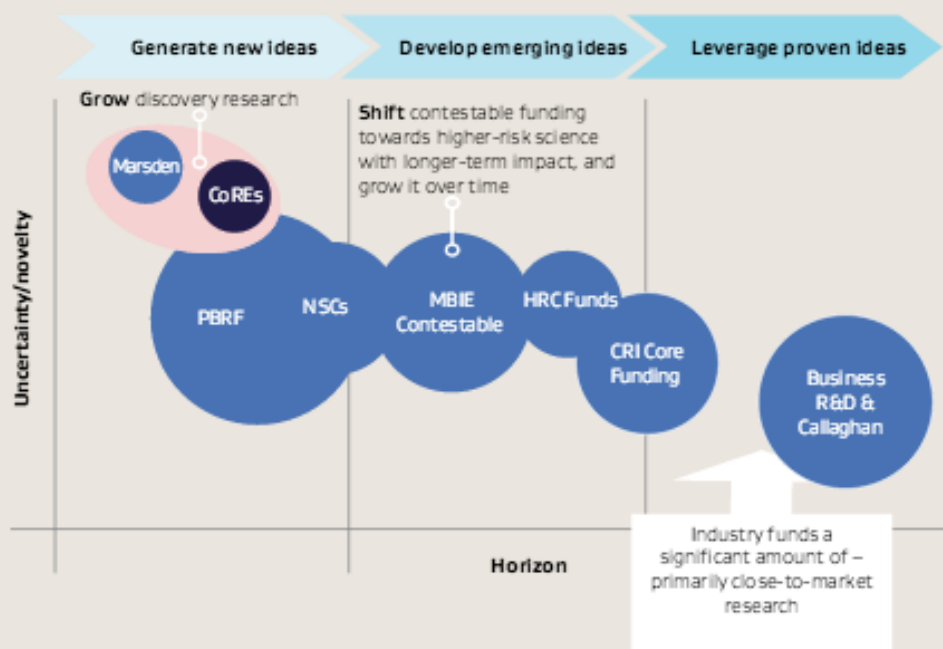 Generate new ideas
Develop emerging ideas
Leverage proven ideas
Grow discovery research
Shift contestable funding
towards higher-risk science
with longer-term impact, and
grow it over time
Uncertainty/novelty
Marsden
CoREs
PBRF
NSCs
MBIE
Contestable
HRC Funds
CRI Core
Funding
Business
R&D &
Callaghan
Horizon
Industry funds a
significant amount of –
primarily close-to-market
research